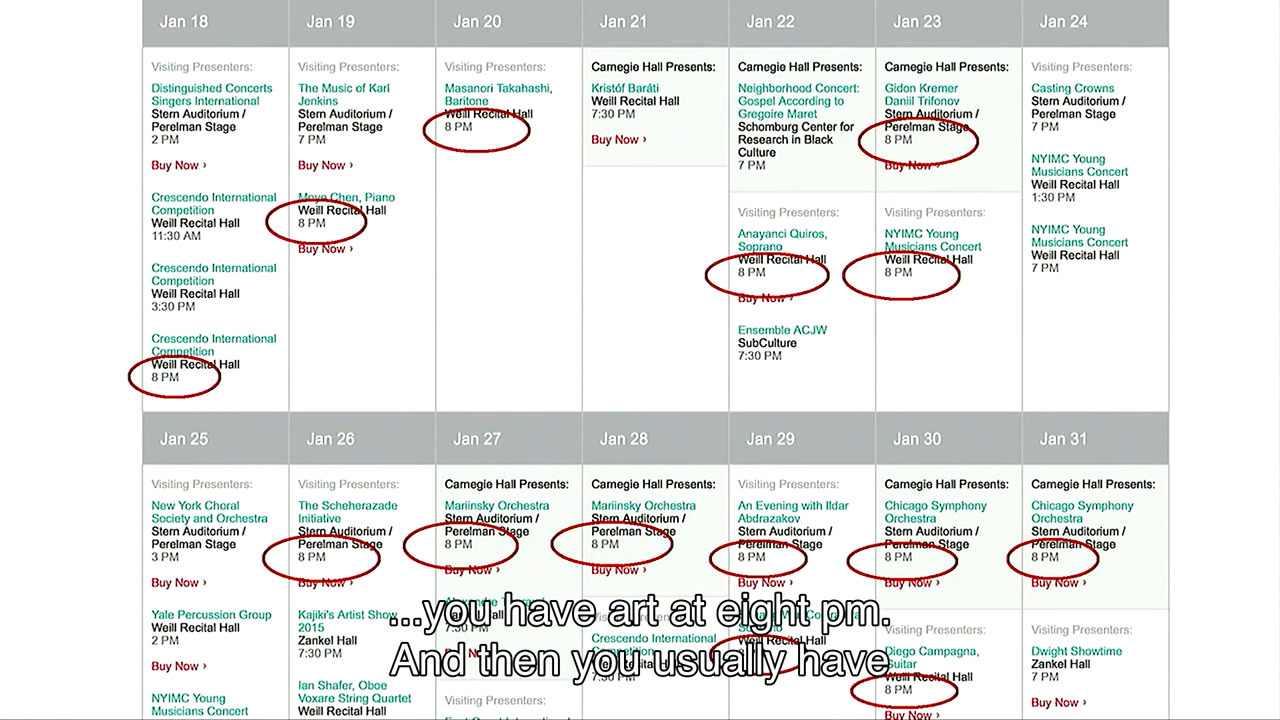 Jan 18
Jan 19
Jan 20
Jan 21
Jan 22
Jan 23
Jan 24
Visiting Presenters:
Distinguished Concerts
Singers International
Stern Auditorium /
Perelman Stage
2 PM
Buy Now ›
Crescendo International
Competition
Weill Recital Hall
11:30 AM
Crescendo International
Competition
Weill Recital Hall
3:30 PM
Crescendo International
Competition
Weill Recital Hall
8 PM
Visiting Presenters:
The Music of Karl
Jenkins
Stern Auditorium /
Perelman Stage
7 PM
Buy Now ›
Moye Chen, Piano
Weill Recital Hall
8 PM
Buy Now ›
Visiting Presenters:
Masanori Takahashi,
Baritone
Weill Recital Hall
8 PM
Carnegie Hall Presents:
Kristóf Baráti
Weill Recital Hall
7:30 PM
Buy Now ›
Carnegie Hall Presents:
Neighborhood Concert:
Gospel According to
Gregoire Maret
Schomburg Center for
Research in Black
Culture
7 PM
Visiting Presenters:
Anayanci Quiros,
Soprano
Weill Recital Hall
8 PM
Buy Now ›
Ensemble ACJW
SubCulture
7:30 PM
Carnegie Hall Presents:
Gidon Kremer
Daniil Trifonov
Stern Auditorium /
Perelman Stage
8 PM
Buy Now ›
Visiting Presenters:
NYIMC Young
Musicians Concert
Weill Recital Hall
8 PM
Visiting Presenters:
Casting Crowns
Stern Auditorium /
Perelman Stage
7 PM
NYIMC Young
Musicians Concert
Weill Recital Hall
1:30 PM
NYIMC Young
Musicians Concert
Weill Recital Hall
7 PM
Jan 25
Jan 26
Jan 27
Jan 28
Jan 29
Jan 30
Jan 31
Visiting Presenters:
New York Choral
Society and Orchestra
Stern Auditorium /
Perelman Stage
3 PM
Buy Now ›
Yale Percussion Group
Weill Recital Hall
2 PM
Buy Now ›
NYIMC Young
Musicians Concert
Visiting Presenters:
The Scheherazade
Initiative
Stern Auditorium /
Perelman Stage
8 PM
Buy Now ›
Kajiki's Artist Show
2015
Zankel Hall
7:30 PM
Ian Shafer, Oboe
Voxare String Quartet
Weill Recital Hall
Carnegie Hall Presents:
Mariinsky Orchestra
Stern Auditorium /
Perelman Stage
8 PM
Buy Now ›
7:30 PM
Visiting Presenters:
Carnegie Hall Presents:
Mariinsky Orchestra
Stern Auditorium /
Perelman Stage
8 PM
Buy Now ›
Crescendo International
7:30 PM
Visiting Presenters:
An Evening with Ildar
Abdrazakov
Stern Auditorium /
Perelman Stage
8 PM
Buy Now ›
Weill Recital Hall
Carnegie Hall Presents:
Chicago Symphony
Orchestra
Stern Auditorium /
Perelman Stage
8 PM
Buy Now ›
Visiting Presenters:
Diego Campagna,
Guitar
Weill Recital Hall
8 PM
Buy Now ›
Carnegie Hall Presents:
Chicago Symphony
Orchestra
Stern Auditorium /
Perelman Stage
8 PM
Buy Now ›
Visiting Presenters:
Dwight Showtime
Zankel Hall
7 PM
Buy Now ›
...you have art at eight pm.
And then you usually have